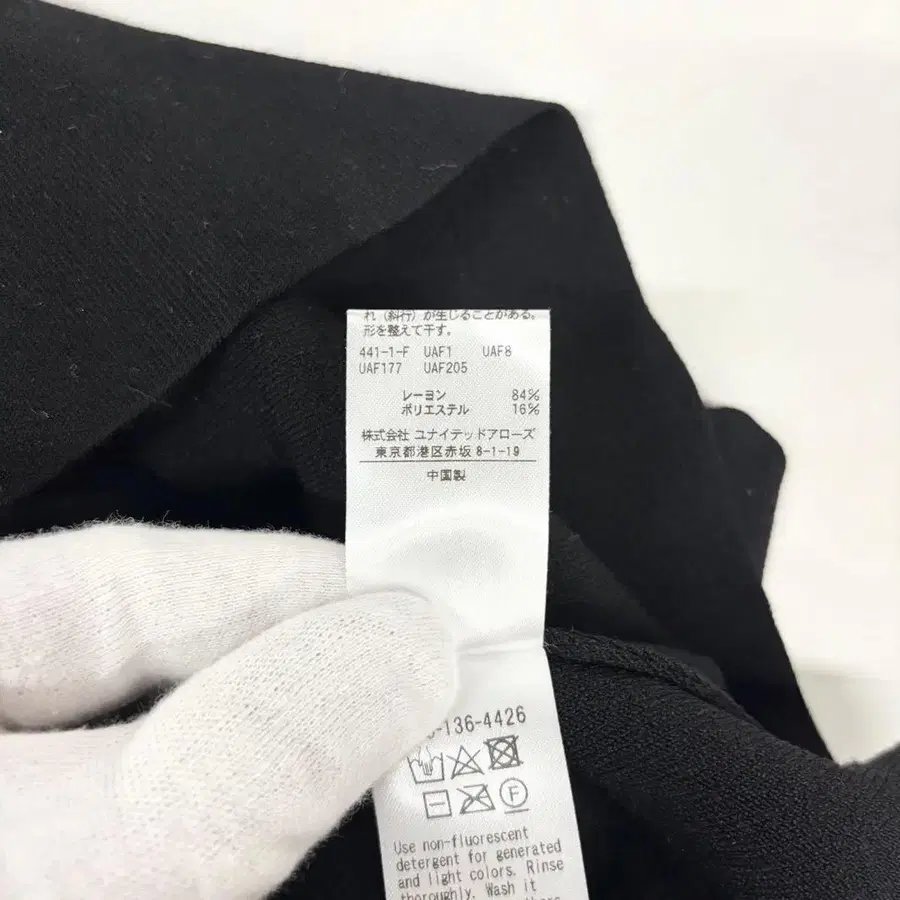 れ（斜行）が生じることがある。
形を整えて干す。
441-1-F UAF1 UAF8
UAF177 UAF205
レーヨン 84%
ポリエステル 16%
株式会社 ユナイテッドアローズ
東京都港区赤坂 8-1-19
中国製
-136-4426
F
Use non-fluorescent
detergent for generated
and light colors. Rinse
thoroughly. Wash it